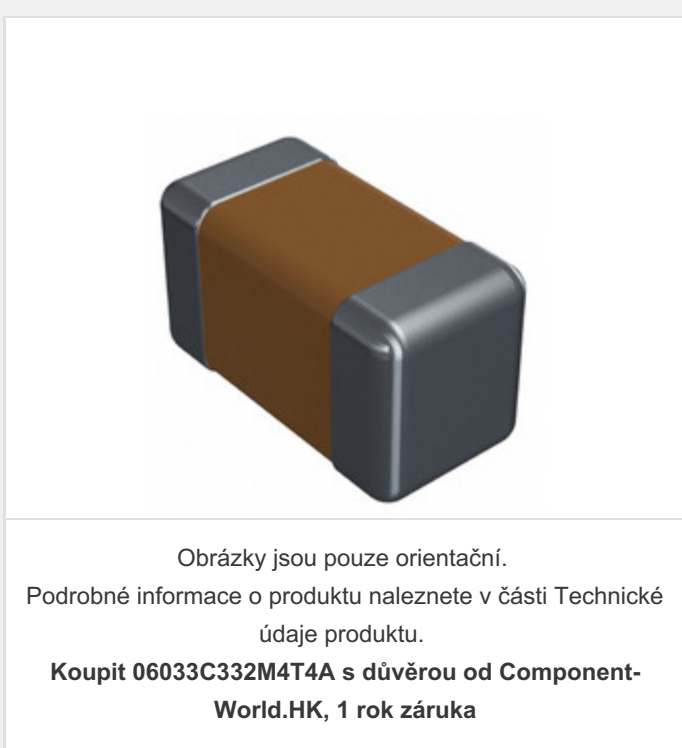 Obrázky jsou pouze orientační.
Podrobné informace o produktu naleznete v části Technické
údaje produktu.
Koupit 06033C332M4T4A s důvěrou od Component-
World.HK, 1 rok záruka